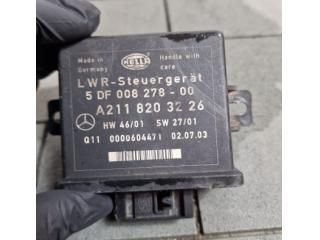 HELLA
Made in Handle with
Germany care
LWR-Steuergerät
5 DF 008 278 - 00
A 211 820 32 26
HW 46/01 SW 27/01
Q11 0000604471 02.07.03